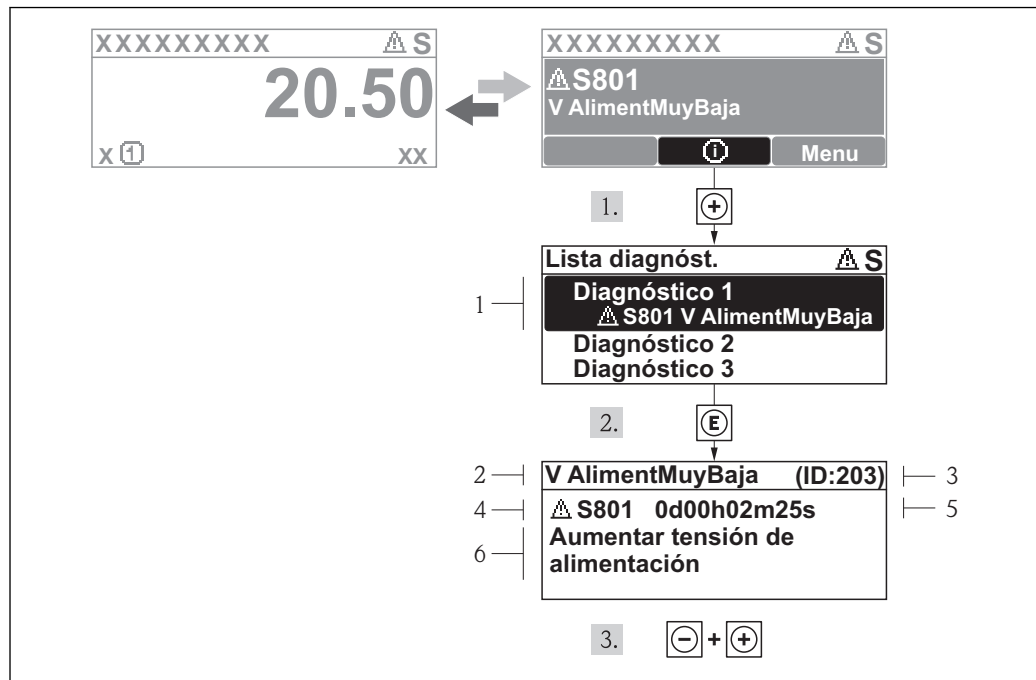 XXXXXXXXX ⚠ S
20.50
X ① XX
XXXXXXXXX ⚠ S
⚠ S801
V AlimentMuyBaja
ⓘ Menu
1. ⊕
Lista diagnóst. ⚠ S
1
Diagnóstico 1
⚠ S801 V AlimentMuyBaja
Diagnóstico 2
Diagnóstico 3
2. Ⓔ
2 V AlimentMuyBaja (ID:203) 3
4 ⚠ S801 0d00h02m25s 5
6 Aumentar tensión de
alimentación
3. ⊖ + ⊕